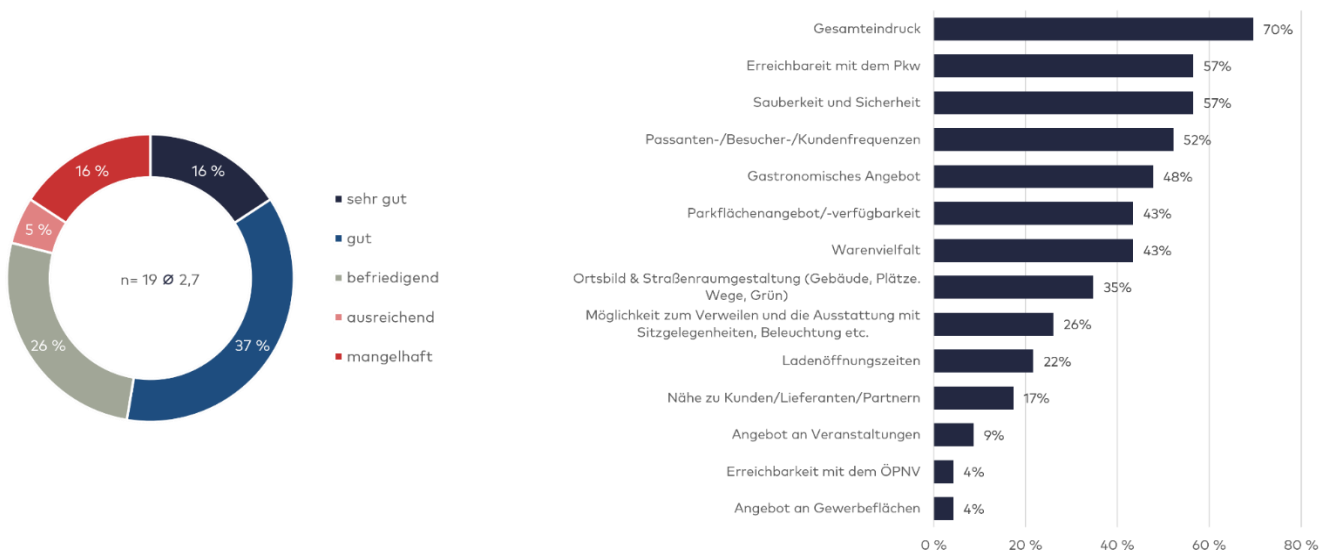 16 %
16 %
5 %
26 %
37 %
n= 19 Ø 2,7
sehr gut
gut
befriedigend
ausreichend
mangelhaft
Gesamteindruck
70%
Erreichbareit mit dem Pkw
57%
Sauberkeit und Sicherheit
57%
Passanten-/Besucher-/Kundenfrequenzen
52%
Gastronomisches Angebot
48%
Parkflächenangebot/-verfügbarkeit
43%
Warenvielfalt
43%
Ortsbild & Straßenraumgestaltung (Gebäude, Plätze.
Wege, Grün)
35%
Möglichkeit zum Verweilen und die Ausstattung mit
Sitzgelegenheiten, Beleuchtung etc.
26%
Ladenöffnungszeiten
22%
Nähe zu Kunden/Lieferanten/Partnern
17%
Angebot an Veranstaltungen
9%
Erreichbarkeit mit dem ÖPNV
4%
Angebot an Gewerbeflächen
4%
0 %
20 %
40 %
60 %
80 %